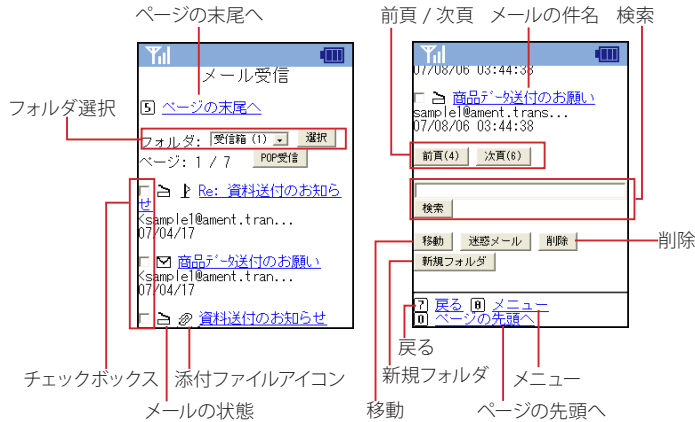 ページの末尾へ
前頁 / 次頁
メールの件名
検索
フォルダ選択
メール受信
5 ページの末尾へ
フォルダ: 受信箱 (1) 選択
ページ: 1 / 7 POP受信
Re: 資料送付のお知ら
せ
<sample1@ament.tran...
07/04/17
商品データ送付のお願い
<sample1@ament.tran...
07/04/17
資料送付のお知らせ
07/08/06 03:44:38
商品データ送付のお願い
sample1@ament.trans...
07/08/06 03:44:38
前頁(4) 次頁(6)
検索
移動 迷惑メール 削除
新規フォルダ
7 戻る 8 メニュー
0 ページの先頭へ
削除
チェックボックス
添付ファイルアイコン
メールの状態
戻る
新規フォルダ
メニュー
移動
ページの先頭へ